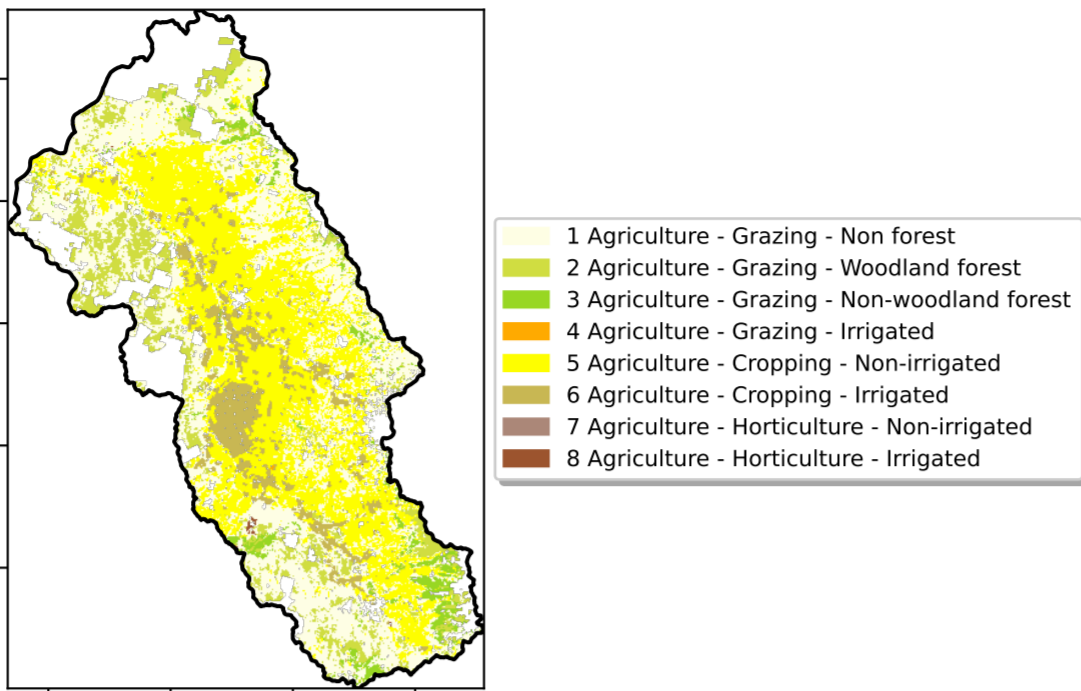 1 Agriculture - Grazing - Non forest
2 Agriculture - Grazing - Woodland forest
3 Agriculture - Grazing - Non-woodland forest
4 Agriculture - Grazing - Irrigated
5 Agriculture - Cropping - Non-irrigated
6 Agriculture - Cropping - Irrigated
7 Agriculture - Horticulture - Non-irrigated
8 Agriculture - Horticulture - Irrigated